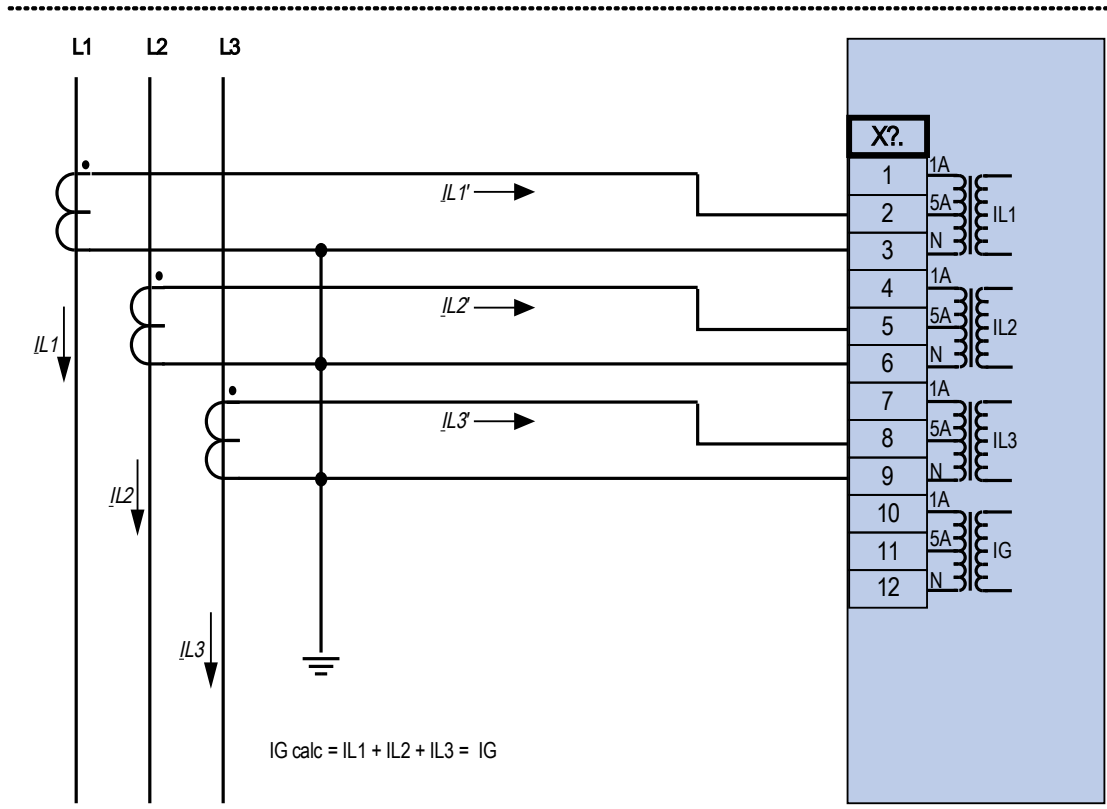 L1 L2 L3
X?.
1 1A
IL1'
2 5A IL1
3 N
4 1A
IL2'
5 5A IL2
IL1
6 N
7 1A
IL3'
8 5A IL3
9 N
IL2
10 1A
11 5A IG
12 N
IL3
IG calc = IL1 + IL2 + IL3 = IG